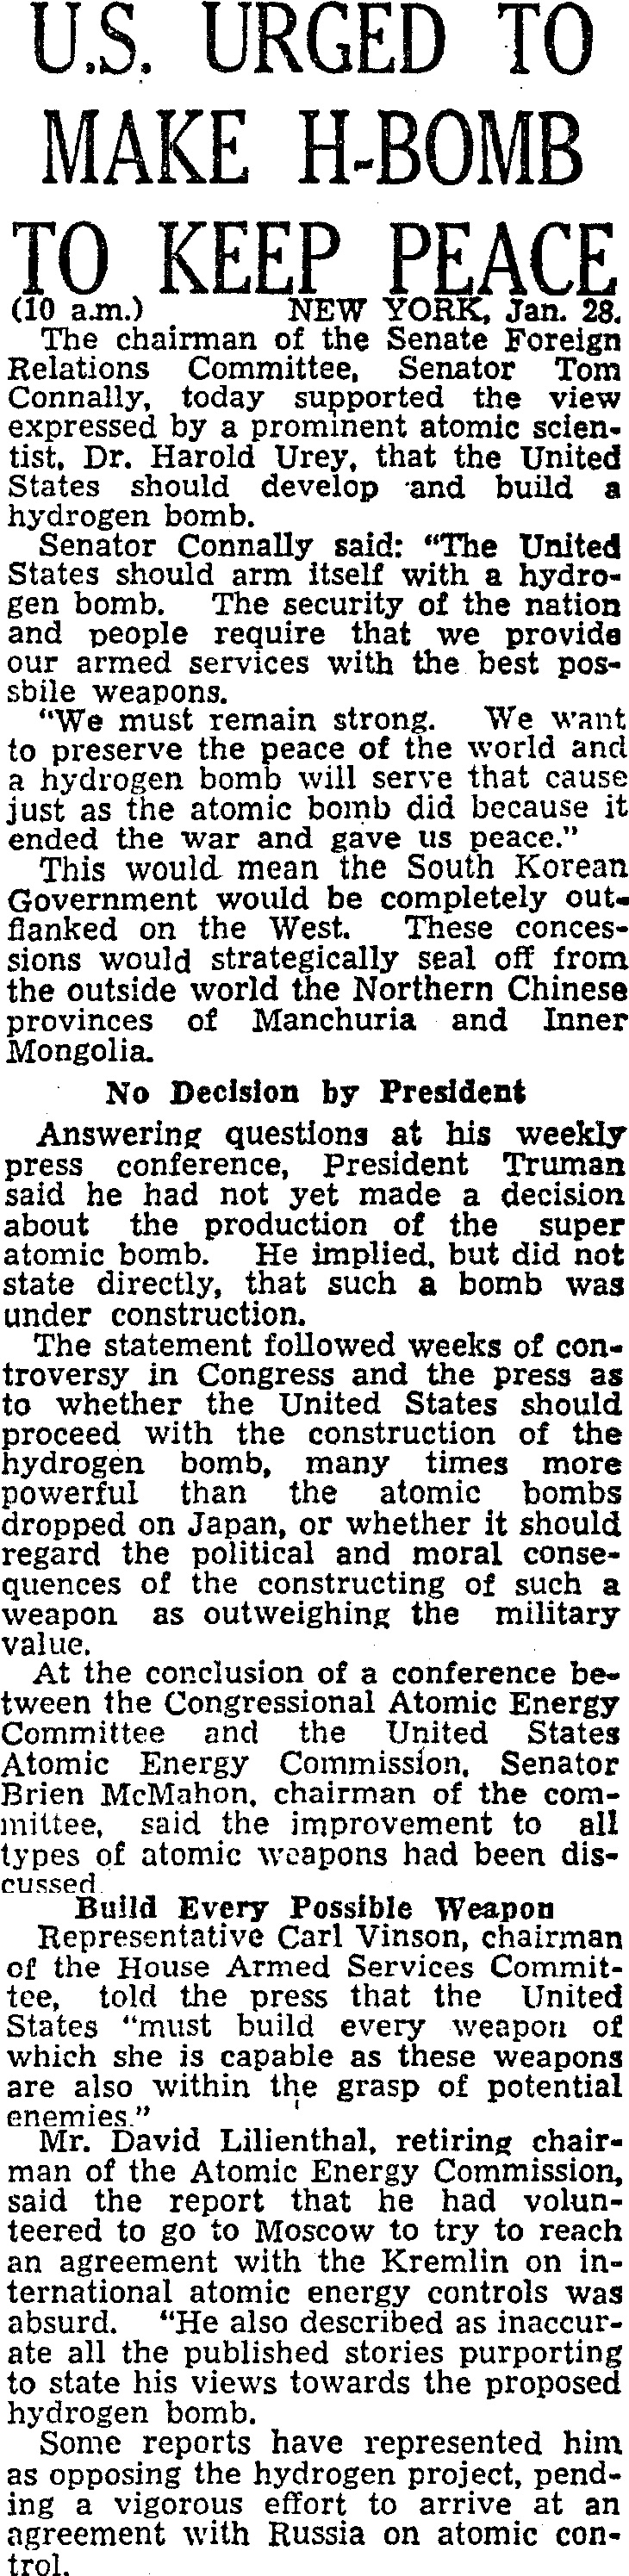 U.S. URGED TO
MAKE H-BOMB
TO KEEP PEACE
(10 a.m.) NEW YORK, Jan. 28.
The chairman of the Senate Foreign
Relations Committee, Senator Tom
Connally, today supported the view
expressed by a prominent atomic scien-
tist, Dr. Harold Urey, that the United
States should develop and build a
hydrogen bomb.
Senator Connally said: "The United
States should arm itself with a hydro-
gen bomb. The security of the nation
and people require that we provide
our armed services with the best pos-
sbile weapons.
"We must remain strong. We want
to preserve the peace of the world and
a hydrogen bomb will serve that cause
just as the atomic bomb did because it
ended the war and gave us peace."
This would mean the South Korean
Government would be completely out-
flanked on the West. These conces-
sions would strategically seal off from
the outside world the Northern Chinese
provinces of Manchuria and Inner
Mongolia.
No Decision by President
Answering questions at his weekly
press conference, President Truman
said he had not yet made a decision
about the production of the super
atomic bomb. He implied, but did not
state directly, that such a bomb was
under construction.
The statement followed weeks of con-
troversy in Congress and the press as
to whether the United States should
proceed with the construction of the
hydrogen bomb, many times more
powerful than the atomic bombs
dropped on Japan, or whether it should
regard the political and moral conse-
quences of the constructing of such a
weapon as outweighing the military
value.
At the conclusion of a conference be-
tween the Congressional Atomic Energy
Committee and the United States
Atomic Energy Commission, Senator
Brien McMahon, chairman of the com-
mittee, said the improvement to all
types of atomic weapons had been dis-
cussed.
Build Every Possible Weapon
Representative Carl Vinson, chairman
of the House Armed Services Commit-
tee, told the press that the United
States "must build every weapon of
which she is capable as these weapons
are also within the grasp of potential
enemies."
Mr. David Lilienthal, retiring chair-
man of the Atomic Energy Commission,
said the report that he had volun-
teered to go to Moscow to try to reach
an agreement with the Kremlin on in-
ternational atomic energy controls was
absurd. "He also described as inaccur-
ate all the published stories purporting
to state his views towards the proposed
hydrogen bomb.
Some reports have represented him
as opposing the hydrogen project, pend-
ing a vigorous effort to arrive at an
agreement with Russia on atomic con-
trol.